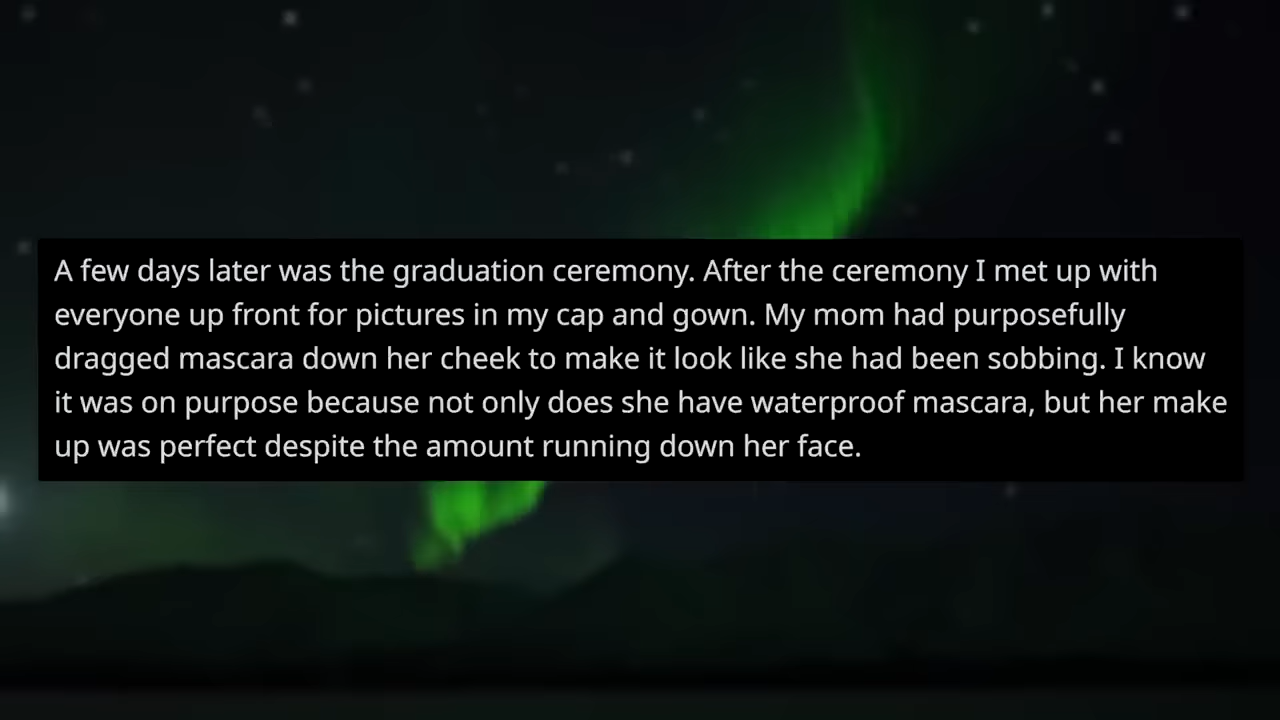 A few days later was the graduation ceremony. After the ceremony I met up with
everyone up front for pictures in my cap and gown. My mom had purposefully
dragged mascara down her cheek to make it look like she had been sobbing. I know
it was on purpose because not only does she have waterproof mascara, but her make
up was perfect despite the amount running down her face.